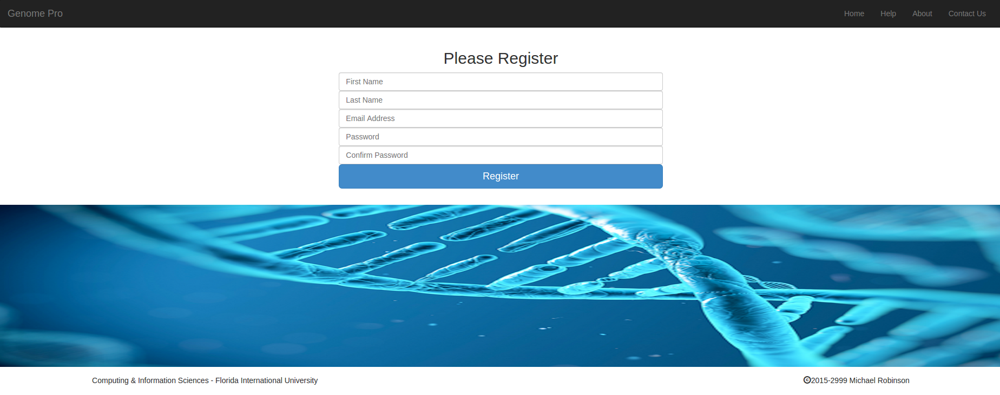 Genome Pro Home Help About Contact Us
Please Register
First Name
Last Name
Email Address
Password
Confirm Password
Register
Computing & Information Sciences - Florida International University ©2015-2999 Michael Robinson